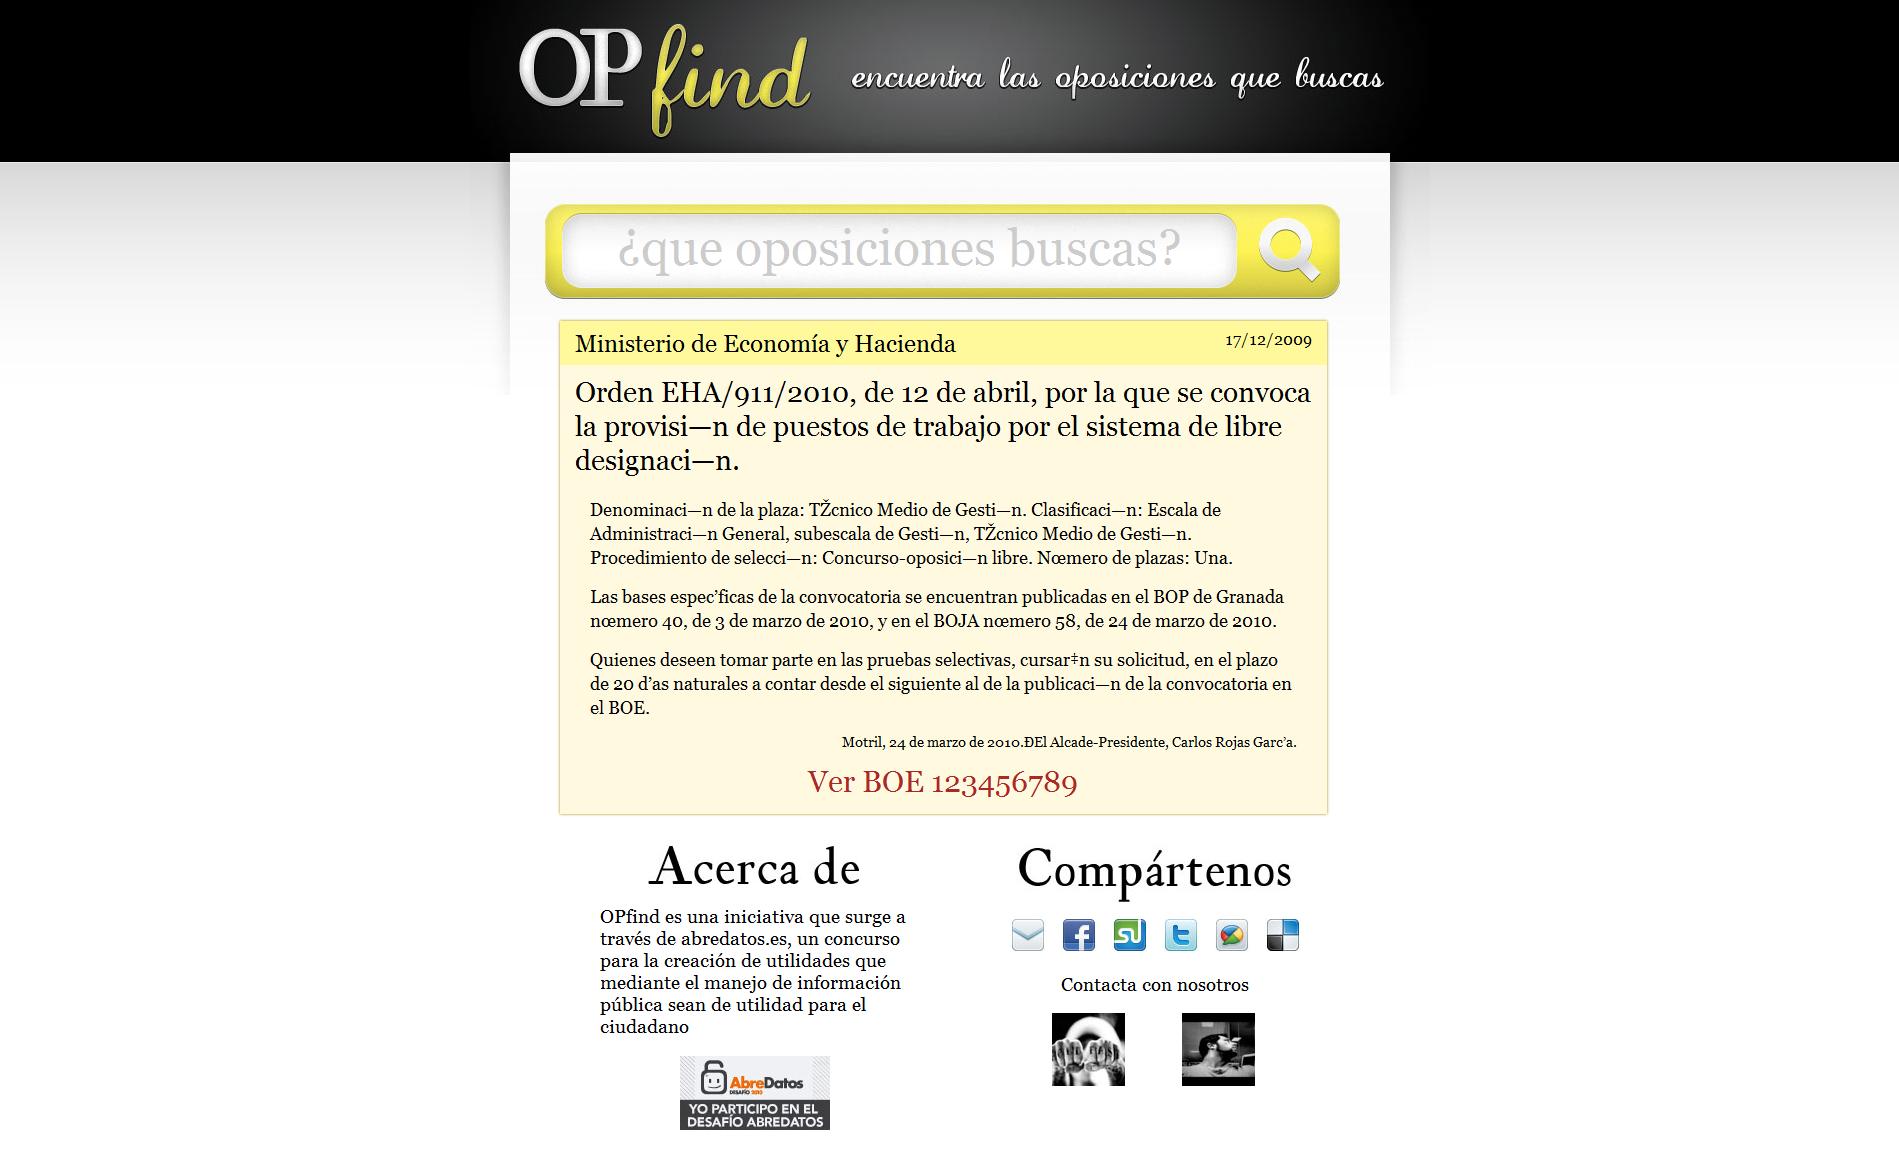 OPfind
encuentra las oposiciones que buscas
¿que oposiciones buscas?
Ministerio de Economía y Hacienda
17/12/2009
Orden EHA/911/2010, de 12 de abril, por la que se convoca
la provisi—n de puestos de trabajo por el sistema de libre
designaci—n.
Denominaci—n de la plaza: TŽcnico Medio de Gesti—n. Clasificaci—n: Escala de
Administraci—n General, subescala de Gesti—n, TŽcnico Medio de Gesti—n.
Procedimiento de selecci—n: Concurso-oposici—n libre. Nœmero de plazas: Una.
Las bases espec’ficas de la convocatoria se encuentran publicadas en el BOP de Granada
nœmero 40, de 3 de marzo de 2010, y en el BOJA nœmero 58, de 24 de marzo de 2010.
Quienes deseen tomar parte en las pruebas selectivas, cursar‡n su solicitud, en el plazo
de 20 d’as naturales a contar desde el siguiente al de la publicaci—n de la convocatoria en
el BOE.
Motril, 24 de marzo de 2010.ÐEl Alcade-Presidente, Carlos Rojas Garc’a.
Ver BOE 123456789
Acerca de
OPfind es una iniciativa que surge a
través de abredatos.es, un concurso
para la creación de utilidades que
mediante el manejo de información
pública sean de utilidad para el
ciudadano
AbreDatos
DESAFÍO 2010
YO PARTICIPO EN EL
DESAFÍO ABREDATOS
Compártenos
Contacta con nosotros